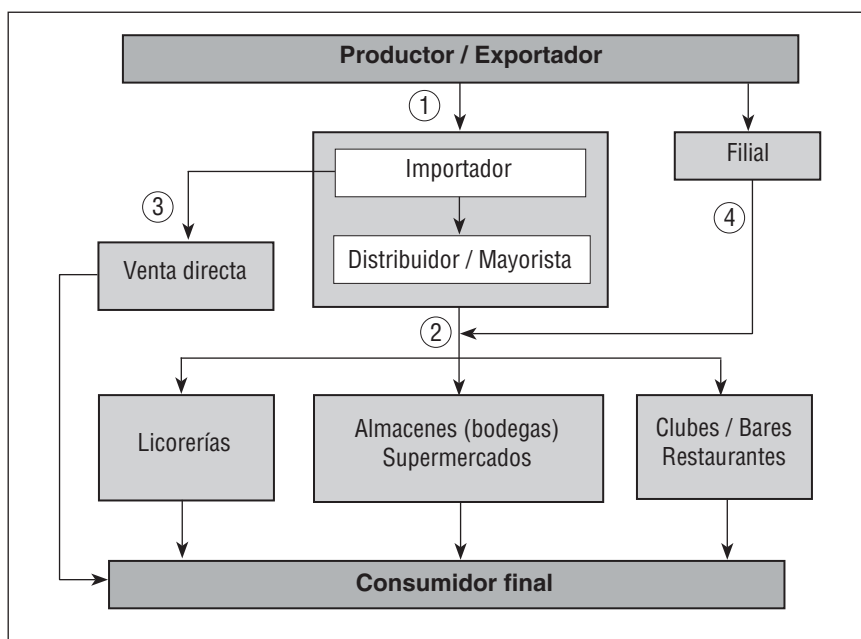 Productor / Exportador
①
Importador
Filial
③
④
Distribuidor / Mayorista
Venta directa
②
Licorerías
Almacenes (bodegas)
Supermercados
Clubes / Bares
Restaurantes
Consumidor final